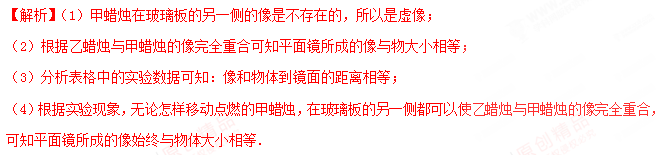 【解析】(1)甲蜡烛在玻璃板的另一侧的像是不存在的，所以是虚像；
(2)根据乙蜡烛与甲蜡烛的像完全重合可知平面镜所成的像与物大小相等；
(3)分析表格中的实验数据可知：像和物体到镜面的距离相等；
(4)根据实验现象，无论怎样移动点燃的甲蜡烛，在玻璃板的另一侧都可以使乙蜡烛与甲蜡烛的像完全重合，
可知平面镜所成的像始终与物体大小相等．